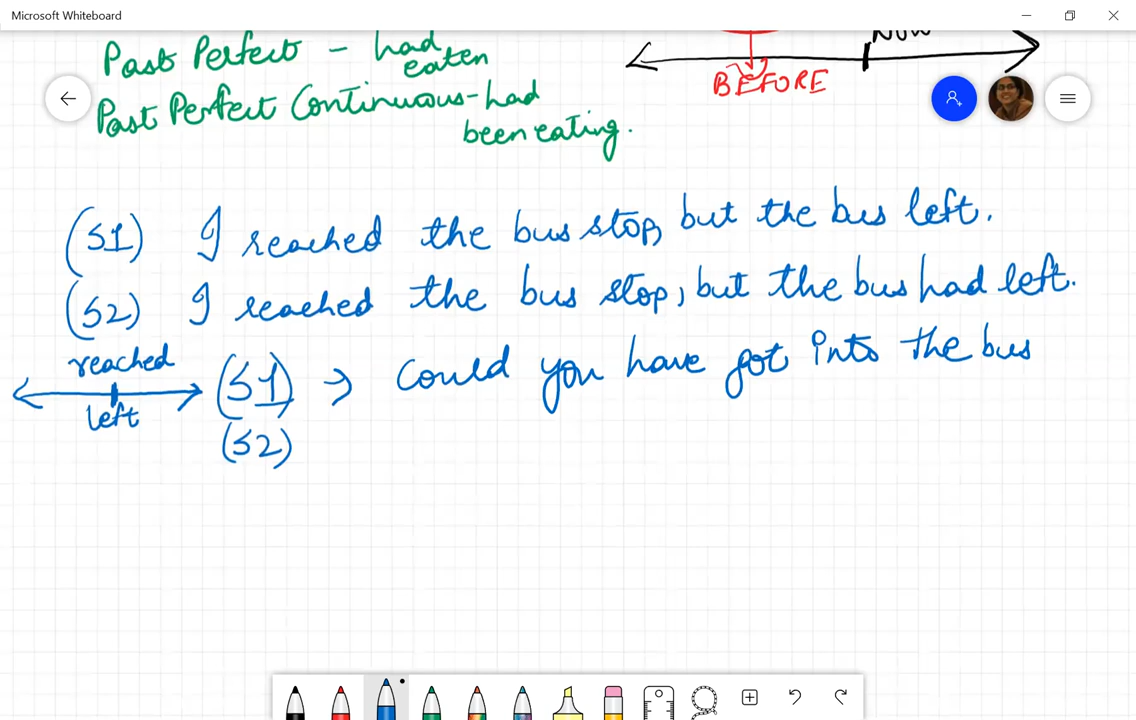 Microsoft Whiteboard
Past Perfect - had
eaten
Now
BEFORE
Past Perfect Continuous - had
been eating.
(S1) I reached the bus stop, but the bus left.
(S2) I reached the bus stop, but the bus had left.
reached
left
(S1) → Could you have got into the bus
(S2)